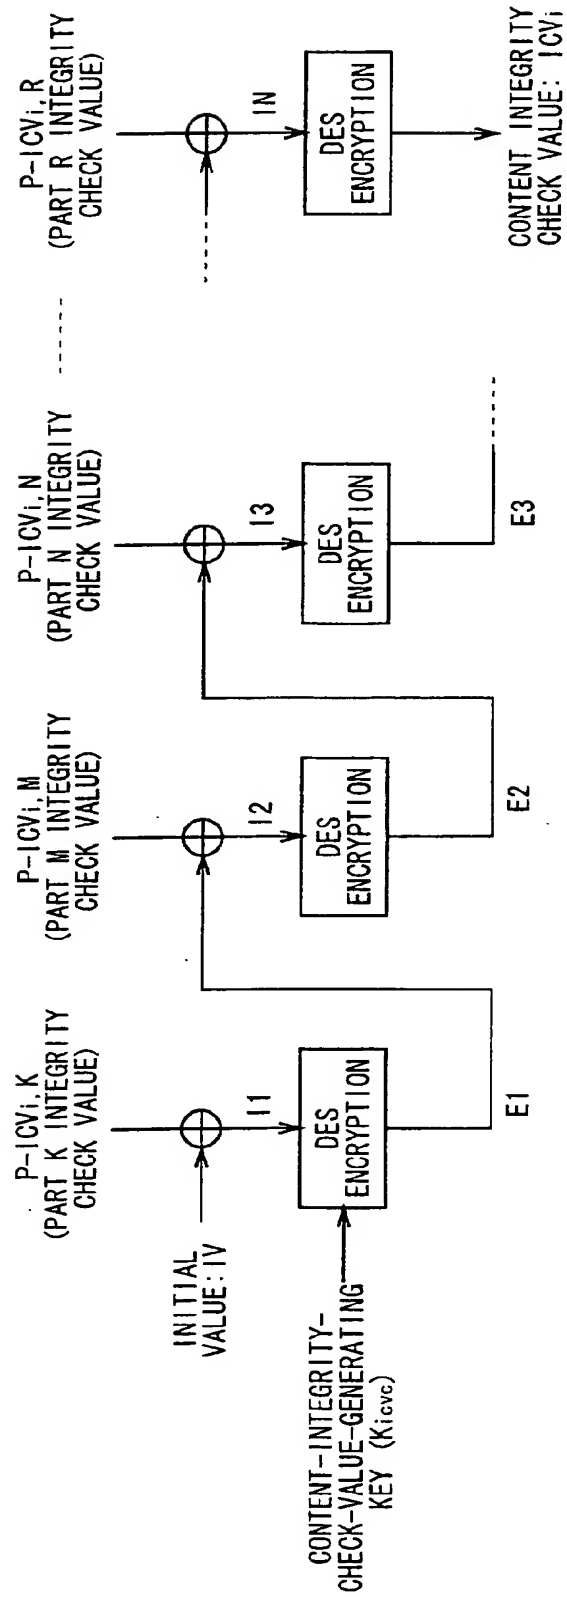 P-ICVi,K
(PART K INTEGRITY
CHECK VALUE)
P-ICVi,M
(PART M INTEGRITY
CHECK VALUE)
P-ICVi,N
(PART N INTEGRITY
CHECK VALUE)
P-ICVi,R
(PART R INTEGRITY
CHECK VALUE)
INITIAL
VALUE:IV
I1
I2
I3
IN
CONTENT-INTEGRITY-
CHECK-VALUE-GENERATING
KEY (Kicvc)
DES
ENCRYPTION
DES
ENCRYPTION
DES
ENCRYPTION
DES
ENCRYPTION
E1
E2
E3
CONTENT INTEGRITY
CHECK VALUE: ICVi